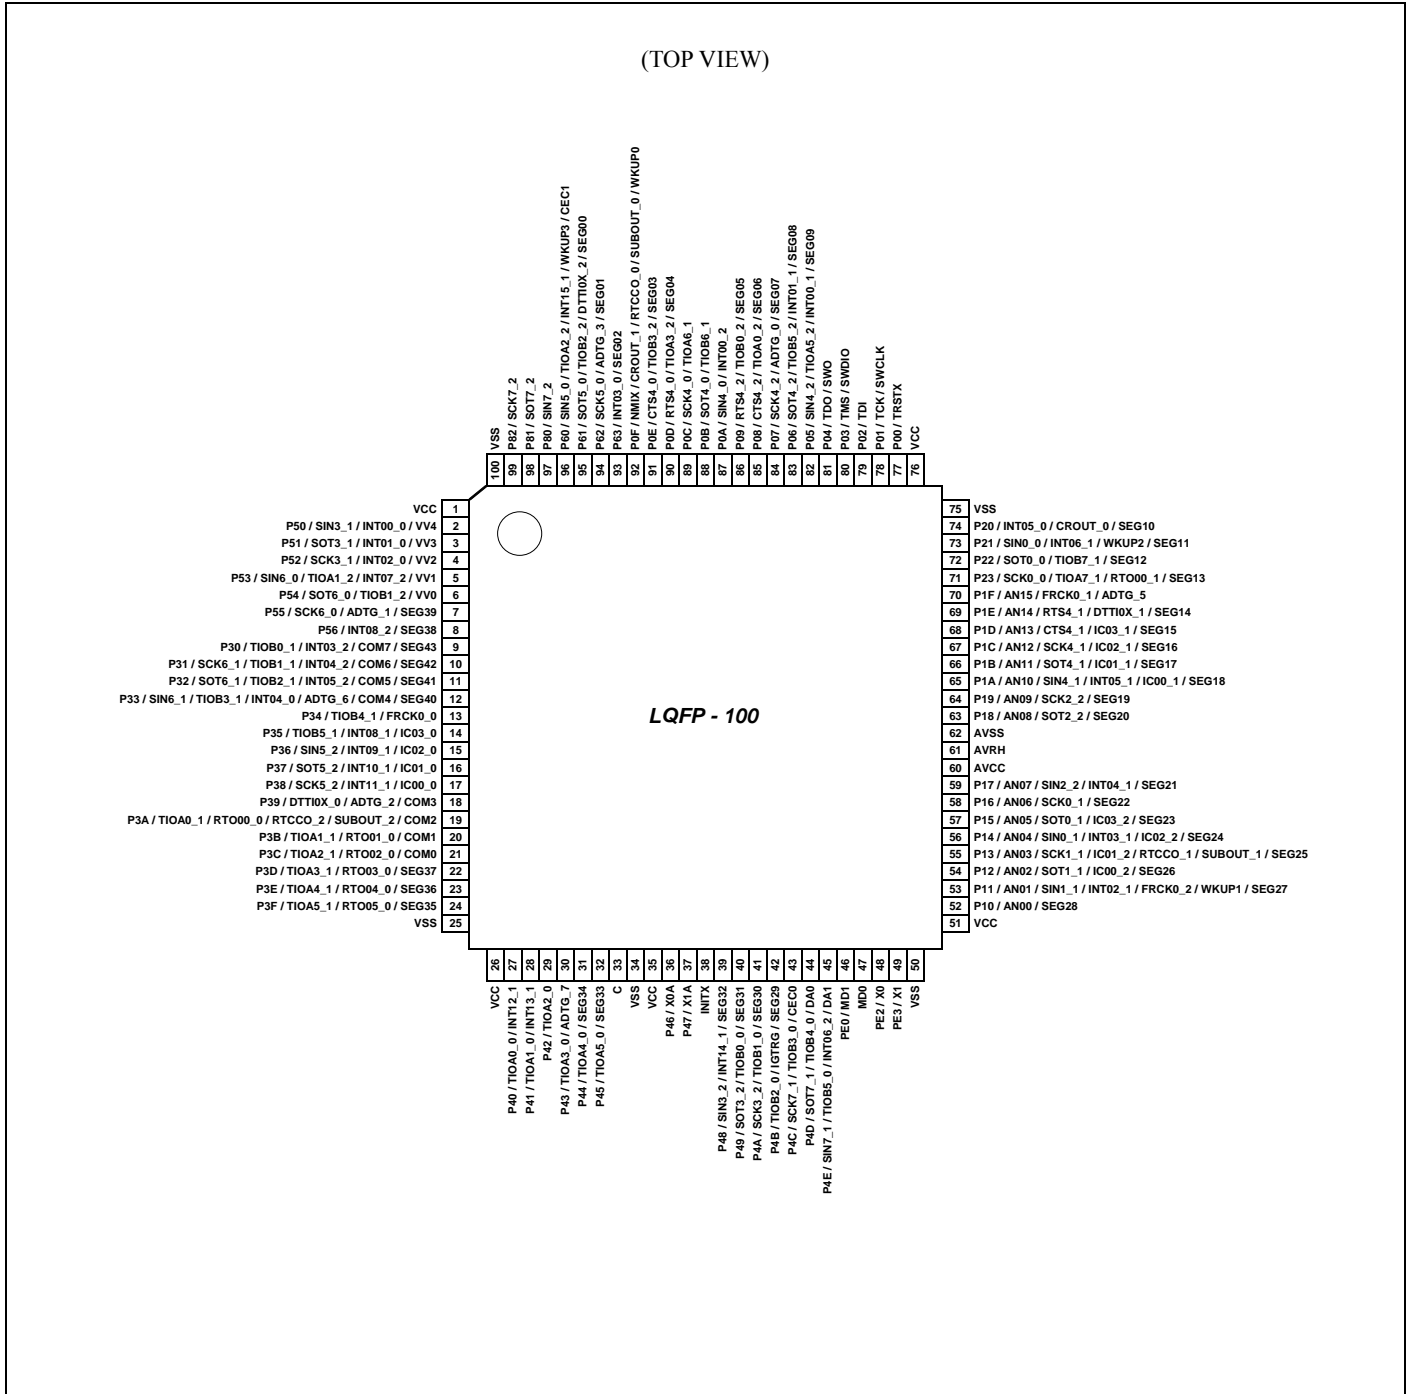 (TOP VIEW)
VSS
P82 / SCK7_2
P81 / SOT7_2
P80 / SIN7_2
P60 / SIN5_0 / TIOA2_2 / INT15_1 / WKUP3 / CEC1
P61 / SOT5_0 / TIOB2_2 / DTTI0X_2 / SEG00
P62 / SCK5_0 / ADTG_3 / SEG01
P63 / INT03_0 / SEG02
P0F / NMIX / CROUT_1 / RTCCO_0 / SUBOUT_0 / WKUP0
P0E / CTS4_0 / TIOB3_2 / SEG03
P0D / RTS4_0 / TIOA3_2 / SEG04
P0C / SCK4_0 / TIOA6_1
P0B / SOT4_0 / TIOB6_1
P0A / SIN4_0 / INT00_2
P09 / RTS4_2 / TIOB0_2 / SEG05
P08 / CTS4_2 / TIOA0_2 / SEG06
P07 / SCK4_2 / ADTG_0 / SEG07
P06 / SOT4_2 / TIOB5_2 / INT01_1 / SEG08
P05 / SIN4_2 / TIOA5_2 / INT00_1 / SEG09
P04 / TDO / SWO
P03 / TMS / SWDIO
P02 / TDI
P01 / TCK / SWCLK
P00 / TRSTX
VCC
100 99 98 97 96 95 94 93 92 91 90 89 88 87 86 85 84 83 82 81 80 79 78 77 76
VCC 1
P50 / SIN3_1 / INT00_0 / VV4 2
P51 / SOT3_1 / INT01_0 / VV3 3
P52 / SCK3_1 / INT02_0 / VV2 4
P53 / SIN6_0 / TIOA1_2 / INT07_2 / VV1 5
P54 / SOT6_0 / TIOB1_2 / VV0 6
P55 / SCK6_0 / ADTG_1 / SEG39 7
P56 / INT08_2 / SEG38 8
P30 / TIOB0_1 / INT03_2 / COM7 / SEG43 9
P31 / SCK6_1 / TIOB1_1 / INT04_2 / COM6 / SEG42 10
P32 / SOT6_1 / TIOB2_1 / INT05_2 / COM5 / SEG41 11
P33 / SIN6_1 / TIOB3_1 / INT04_0 / ADTG_6 / COM4 / SEG40 12
P34 / TIOB4_1 / FRCK0_0 13
P35 / TIOB5_1 / INT08_1 / IC03_0 14
P36 / SIN5_2 / INT09_1 / IC02_0 15
P37 / SOT5_2 / INT10_1 / IC01_0 16
P38 / SCK5_2 / INT11_1 / IC00_0 17
P39 / DTTI0X_0 / ADTG_2 / COM3 18
P3A / TIOA0_1 / RTO00_0 / RTCCO_2 / SUBOUT_2 / COM2 19
P3B / TIOA1_1 / RTO01_0 / COM1 20
P3C / TIOA2_1 / RTO02_0 / COM0 21
P3D / TIOA3_1 / RTO03_0 / SEG37 22
P3E / TIOA4_1 / RTO04_0 / SEG36 23
P3F / TIOA5_1 / RTO05_0 / SEG35 24
VSS 25
LQFP - 100
75 VSS
74 P20 / INT05_0 / CROUT_0 / SEG10
73 P21 / SIN0_0 / INT06_1 / WKUP2 / SEG11
72 P22 / SOT0_0 / TIOB7_1 / SEG12
71 P23 / SCK0_0 / TIOA7_1 / RTO00_1 / SEG13
70 P1F / AN15 / FRCK0_1 / ADTG_5
69 P1E / AN14 / RTS4_1 / DTTI0X_1 / SEG14
68 P1D / AN13 / CTS4_1 / IC03_1 / SEG15
67 P1C / AN12 / SCK4_1 / IC02_1 / SEG16
66 P1B / AN11 / SOT4_1 / IC01_1 / SEG17
65 P1A / AN10 / SIN4_1 / INT05_1 / IC00_1 / SEG18
64 P19 / AN09 / SCK2_2 / SEG19
63 P18 / AN08 / SOT2_2 / SEG20
62 AVSS
61 AVRH
60 AVCC
59 P17 / AN07 / SIN2_2 / INT04_1 / SEG21
58 P16 / AN06 / SCK0_1 / SEG22
57 P15 / AN05 / SOT0_1 / IC03_2 / SEG23
56 P14 / AN04 / SIN0_1 / INT03_1 / IC02_2 / SEG24
55 P13 / AN03 / SCK1_1 / IC01_2 / RTCCO_1 / SUBOUT_1 / SEG25
54 P12 / AN02 / SOT1_1 / IC00_2 / SEG26
53 P11 / AN01 / SIN1_1 / INT02_1 / FRCK0_2 / WKUP1 / SEG27
52 P10 / AN00 / SEG28
51 VCC
26 27 28 29 30 31 32 33 34 35 36 37 38 39 40 41 42 43 44 45 46 47 48 49 50
VCC
P40 / TIOA0_0 / INT12_1
P41 / TIOA1_0 / INT13_1
P42 / TIOA2_0
P43 / TIOA3_0 / ADTG_7
P44 / TIOA4_0 / SEG34
P45 / TIOA5_0 / SEG33
C
VSS
VCC
P46 / X0A
P47 / X1A
INITX
P48 / SIN3_2 / INT14_1 / SEG32
P49 / SOT3_2 / TIOB0_0 / SEG31
P4A / SCK3_2 / TIOB1_0 / SEG30
P4B / TIOB2_0 / IGTRG / SEG29
P4C / SCK7_1 / TIOB3_0 / CEC0
P4D / SOT7_1 / TIOB4_0 / DA0
P4E / SIN7_1 / TIOB5_0 / INT06_2 / DA1
PE0 / MD1
MD0
PE2 / X0
PE3 / X1
VSS